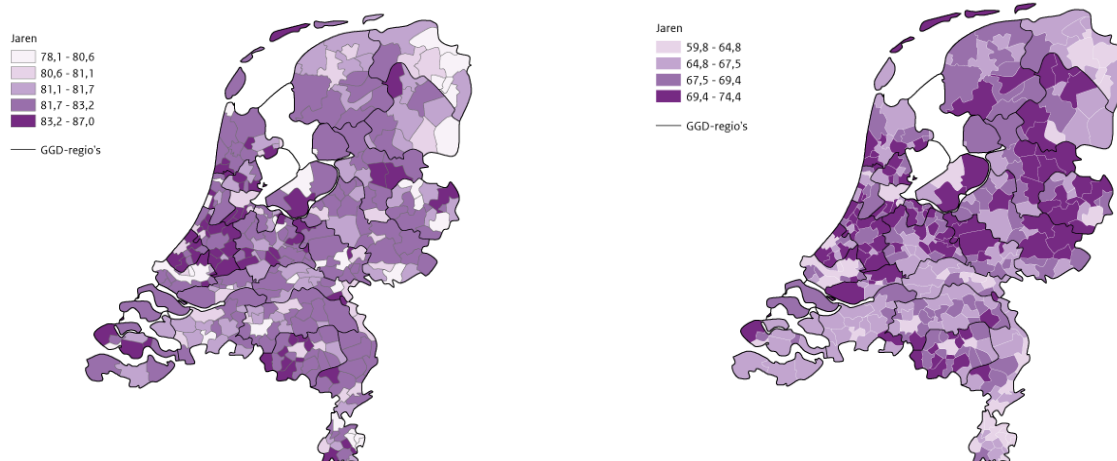 Jaren
78,1 - 80,6
80,6 - 81,1
81,1 - 81,7
81,7 - 83,2
83,2 - 87,0
GGD-regio's
Jaren
59,8 - 64,8
64,8 - 67,5
67,5 - 69,4
69,4 - 74,4
GGD-regio's